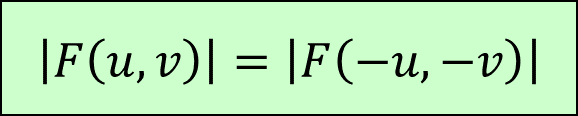 |F(u, v)| = |F(−u, −v)|